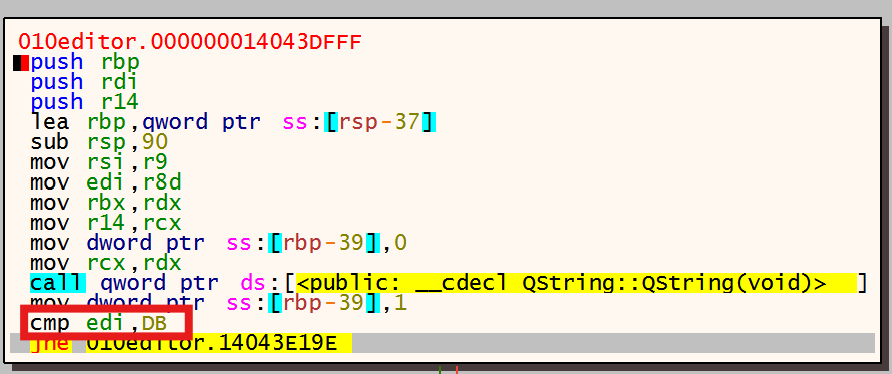 010editor.000000014043DFFF
push rbp
push rdi
push r14
lea rbp,qword ptr ss:[rsp-37]
sub rsp,90
mov rsi,r9
mov edi,r8d
mov rbx,rdx
mov r14,rcx
mov dword ptr ss:[rbp-39],0
mov rcx,rdx
call qword ptr ds:[<public: __cdecl QString::QString(void)> ]
mov dword ptr ss:[rbp-39],1
cmp edi,DB
jne 010editor.14043E19E